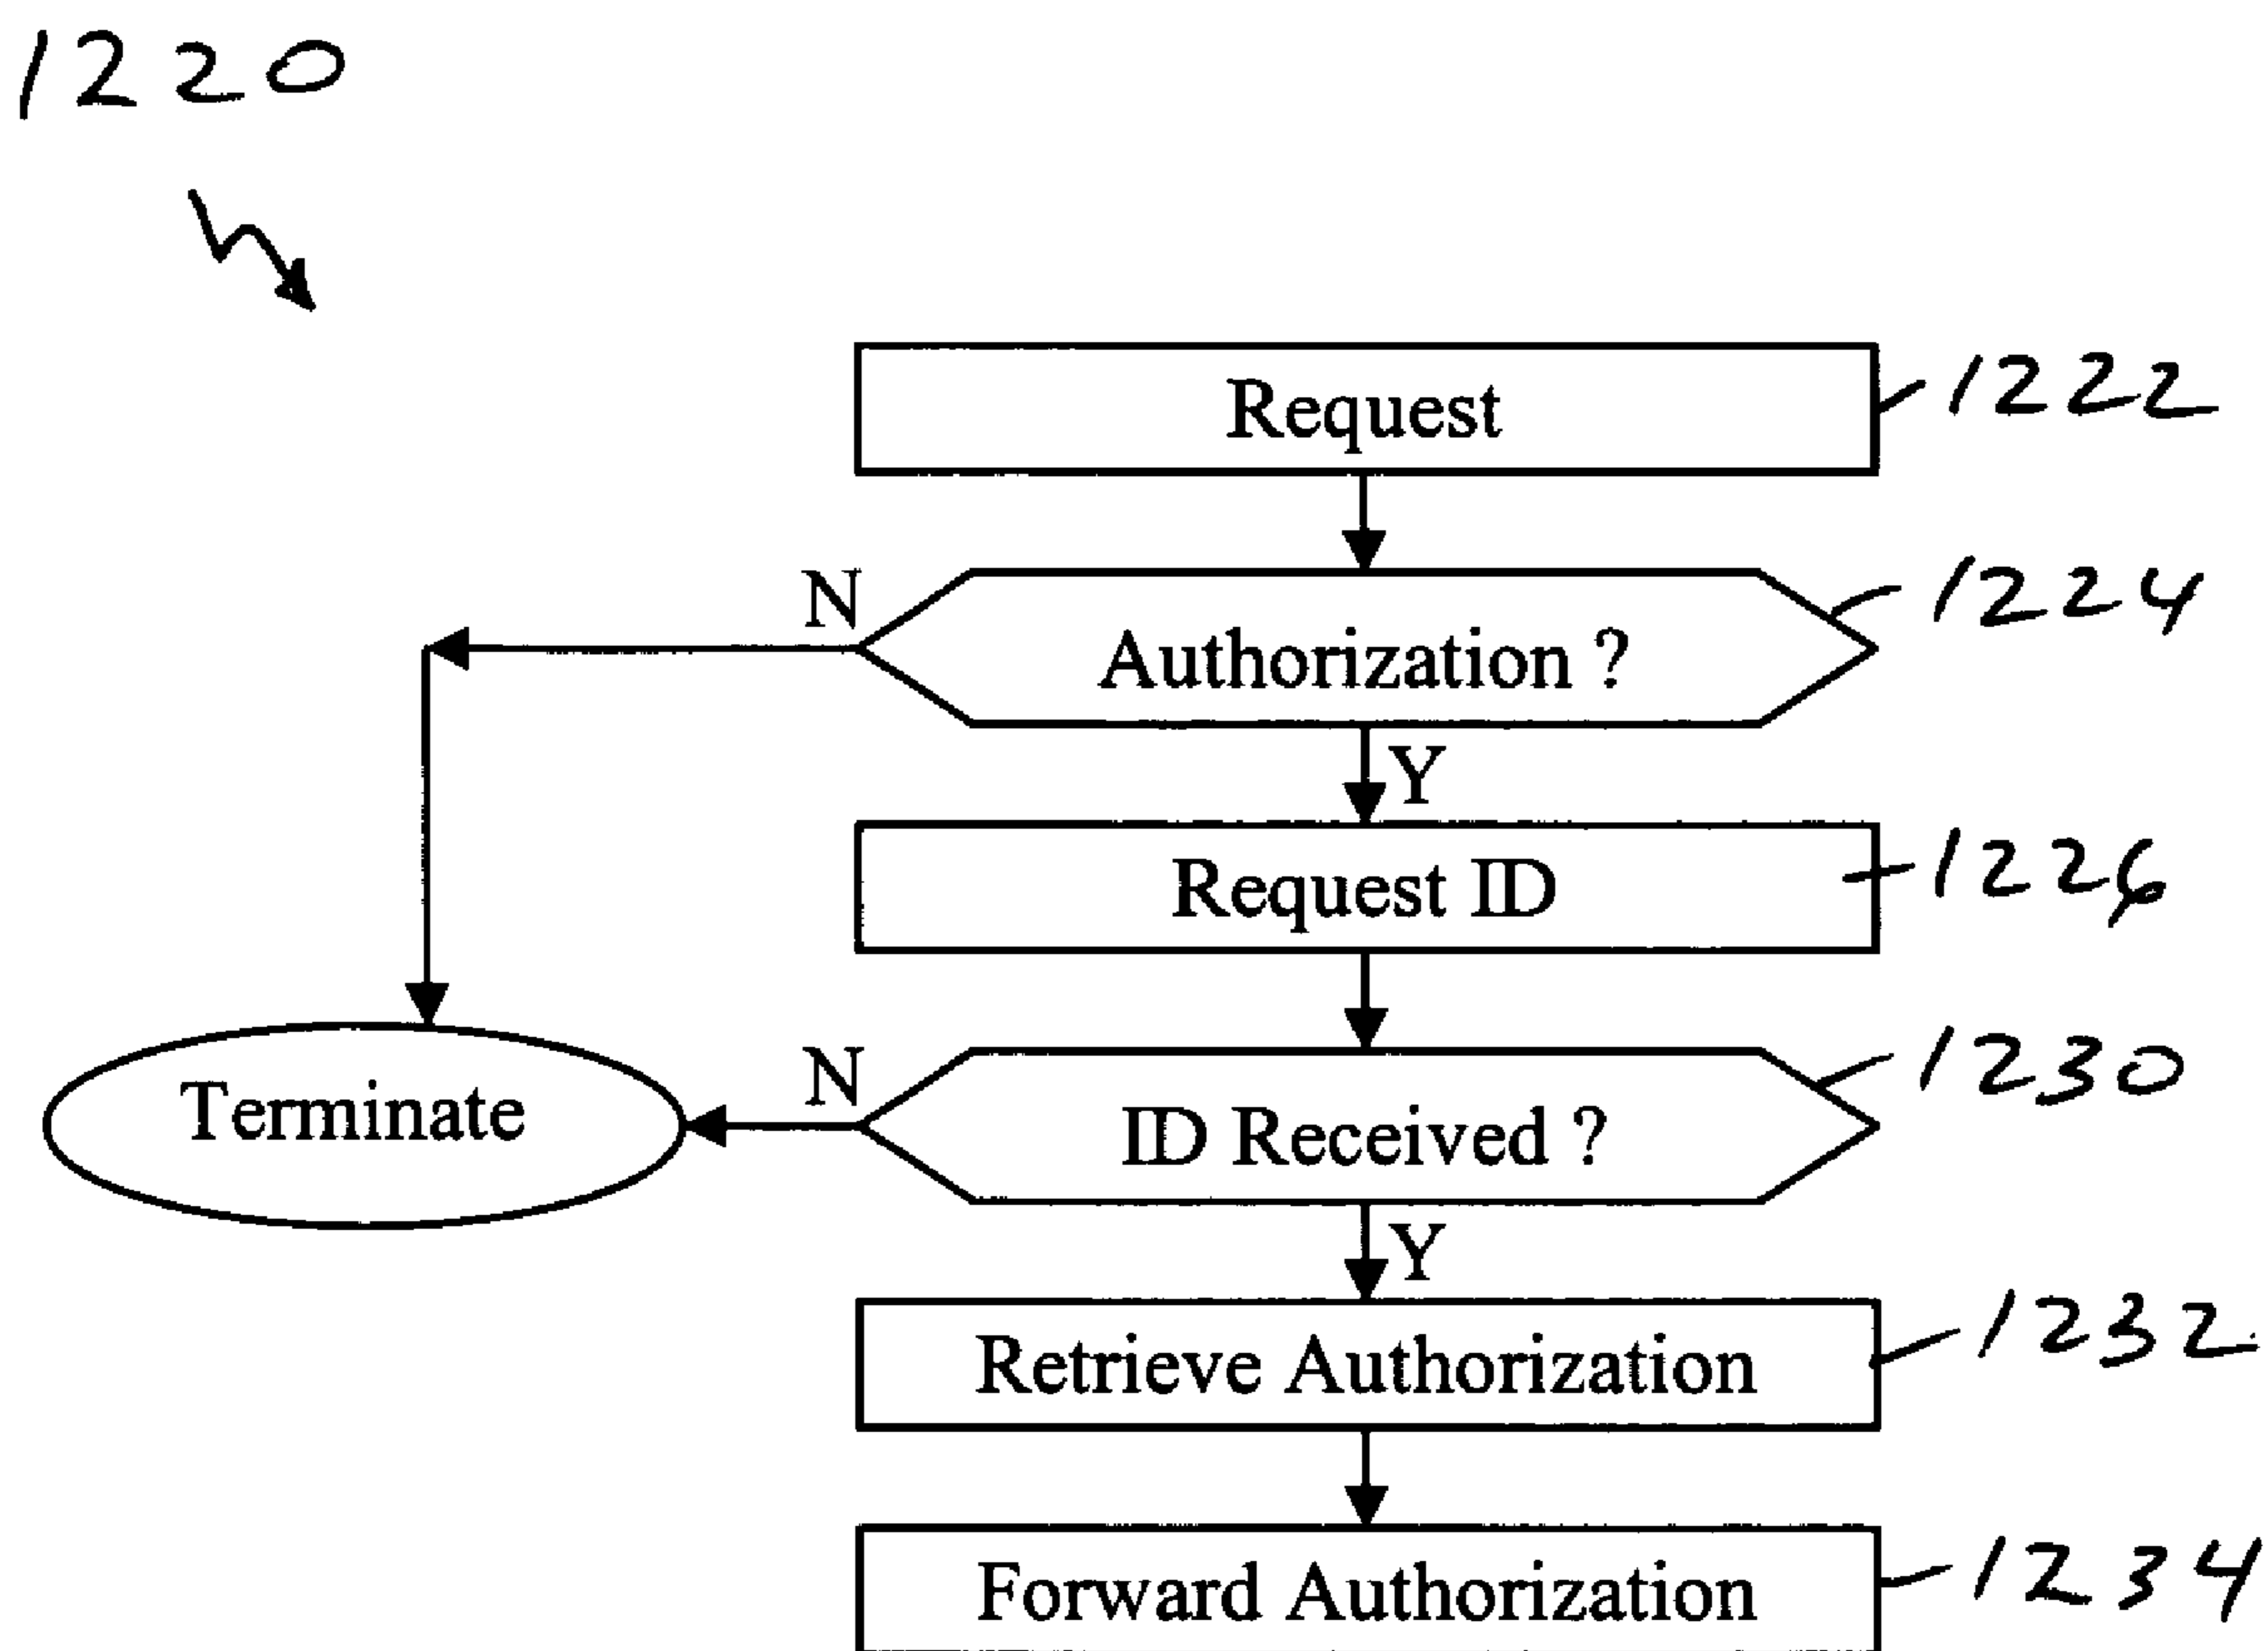 1220
Request
1222
N
Authorization ?
1224
Y
Request ID
1226
Terminate
N
ID Received ?
1230
Y
Retrieve Authorization
1232
Forward Authorization
1234